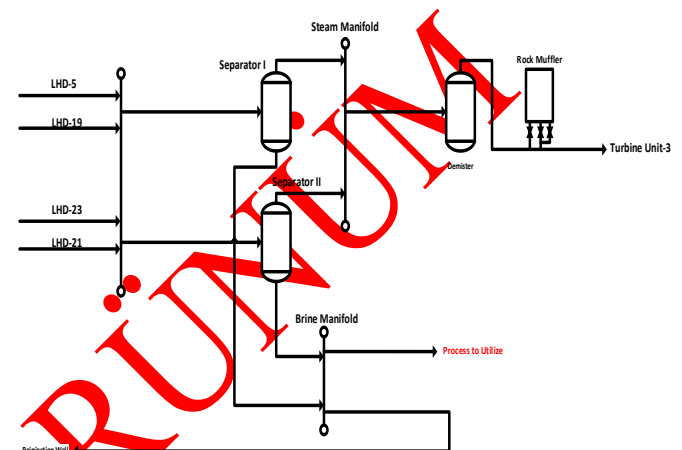 Steam Manifold
Separator I
Rock Muffler
LHD-5
LHD-19
Turbine Unit-3
Demister
Separator II
LHD-23
LHD-21
Brine Manifold
Process to Utilize
RÜNUM